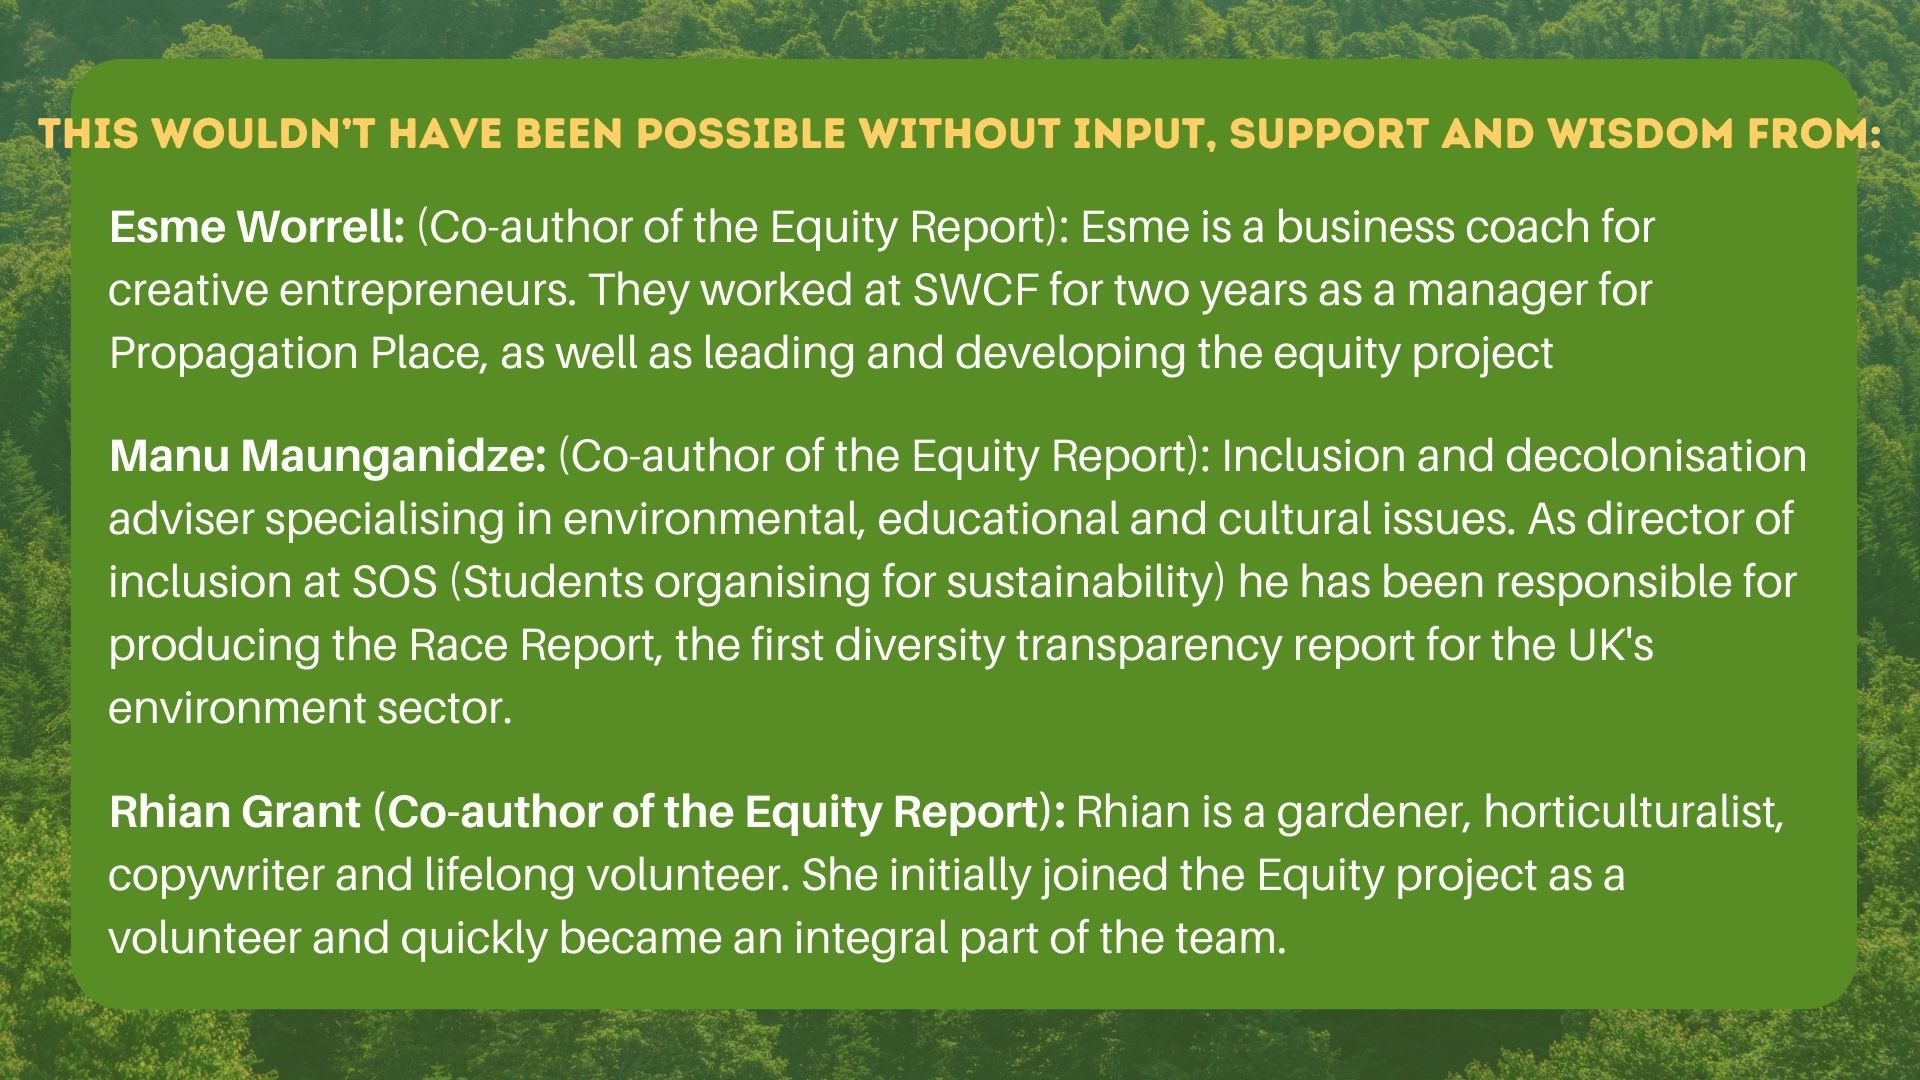 THIS WOULDN’T HAVE BEEN POSSIBLE WITHOUT INPUT, SUPPORT AND WISDOM FROM:
Esme Worrell: (Co-author of the Equity Report): Esme is a business coach for
creative entrepreneurs. They worked at SWCF for two years as a manager for
Propagation Place, as well as leading and developing the equity project
Manu Maunganidze: (Co-author of the Equity Report): Inclusion and decolonisation
adviser specialising in environmental, educational and cultural issues. As director of
inclusion at SOS (Students organising for sustainability) he has been responsible for
producing the Race Report, the first diversity transparency report for the UK's
environment sector.
Rhian Grant (Co-author of the Equity Report): Rhian is a gardener, horticulturalist,
copywriter and lifelong volunteer. She initially joined the Equity project as a
volunteer and quickly became an integral part of the team.